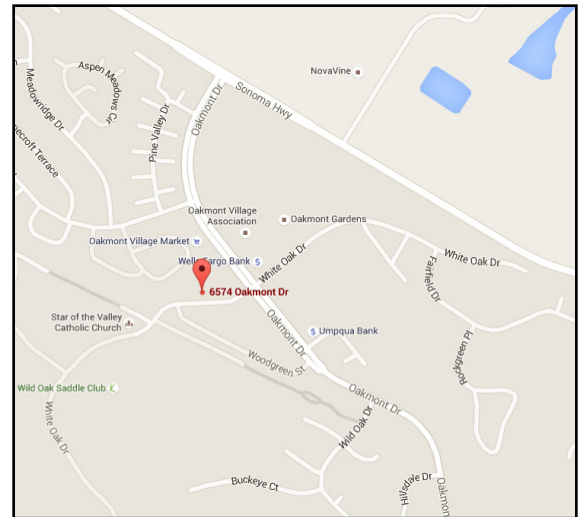 NovaVine
Aspen Meadows Cir
Meadowridge Dr
Oakmont Dr
Sonoma Hwy
Pine Valley Dr
ecroft Terrace
Oakmont Village
Association
Oakmont Gardens
Oakmont Village Market
Wells Fargo Bank $
White Oak Dr
White Oak Dr
6574 Oakmont Dr
Fairfield Dr
Star of the Valley
Catholic Church
Oakmont Dr
$ Umpqua Bank
Woodgreen St
Rockgreen Pl
Wild Oak Saddle Club
Oakmont Dr
White Oak Dr
Wild Oak Dr
Buckeye Ct
Hillsdale Dr
Oakmont